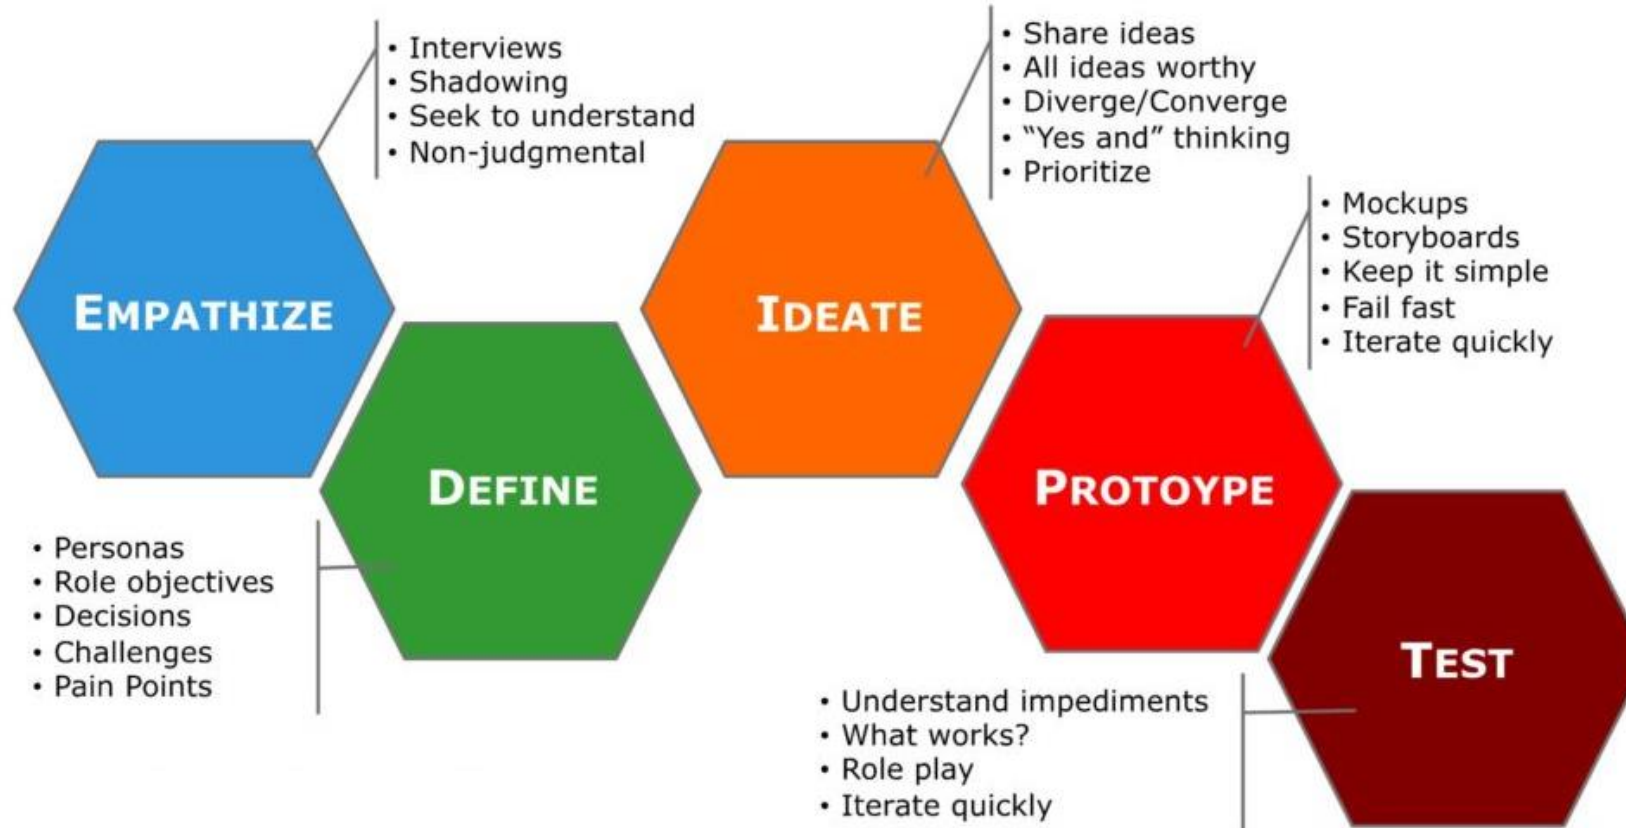 • Interviews
• Shadowing
• Seek to understand
• Non-judgmental
EMPATHIZE
DEFINE
• Personas
• Role objectives
• Decisions
• Challenges
• Pain Points
• Share ideas
• All ideas worthy
• Diverge/Converge
• “Yes and” thinking
• Prioritize
IDEATE
• Mockups
• Storyboards
• Keep it simple
• Fail fast
• Iterate quickly
PROTOYPE
TEST
• Understand impediments
• What works?
• Role play
• Iterate quickly